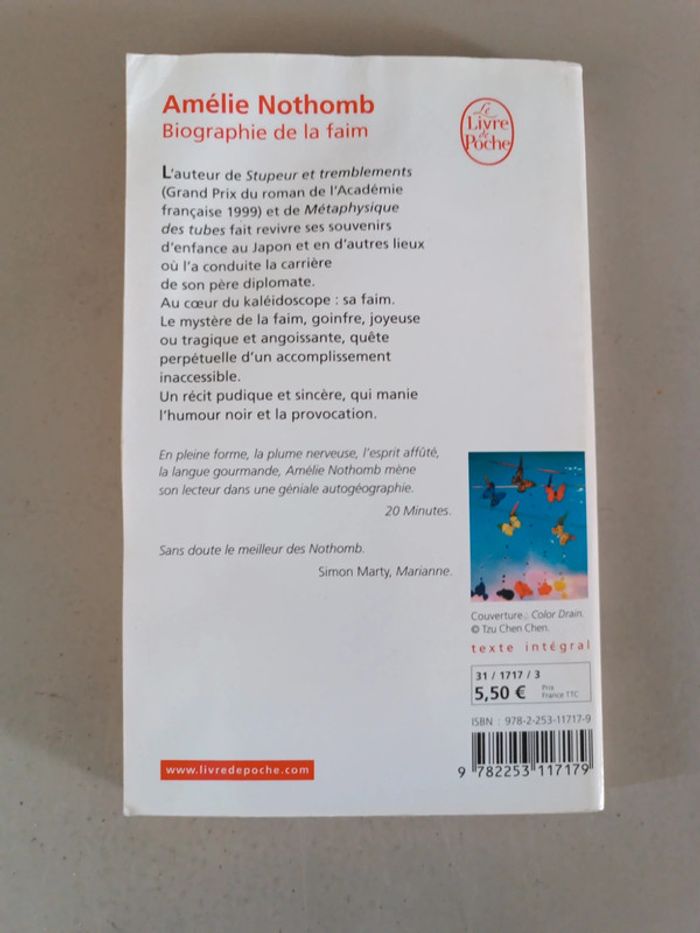 Amélie Nothomb
Biographie de la faim
Le
Livre
de
Poche
L'auteur de Stupeur et tremblements
(Grand Prix du roman de l'Académie
française 1999) et de Métaphysique
des tubes fait revivre ses souvenirs
d'enfance au Japon et en d'autres lieux
où l'a conduite la carrière
de son père diplomate.
Au cœur du kaléidoscope : sa faim.
Le mystère de la faim, goinfre, joyeuse
ou tragique et angoissante, quête
perpétuelle d'un accomplissement
inaccessible.
Un récit pudique et sincère, qui manie
l'humour noir et la provocation.
En pleine forme, la plume nerveuse, l'esprit affûté,
la langue gourmande, Amélie Nothomb mène
son lecteur dans une géniale autogéographie.
20 Minutes.
Sans doute le meilleur des Nothomb.
Simon Marty, Marianne.
Couverture : Color Drain.
© Tzu Chen Chen.
texte intégral
31 / 1717 / 3
5,50 € Prix
France TTC
ISBN : 978-2-253-11717-9
9 782253 117179
www.livredepoche.com